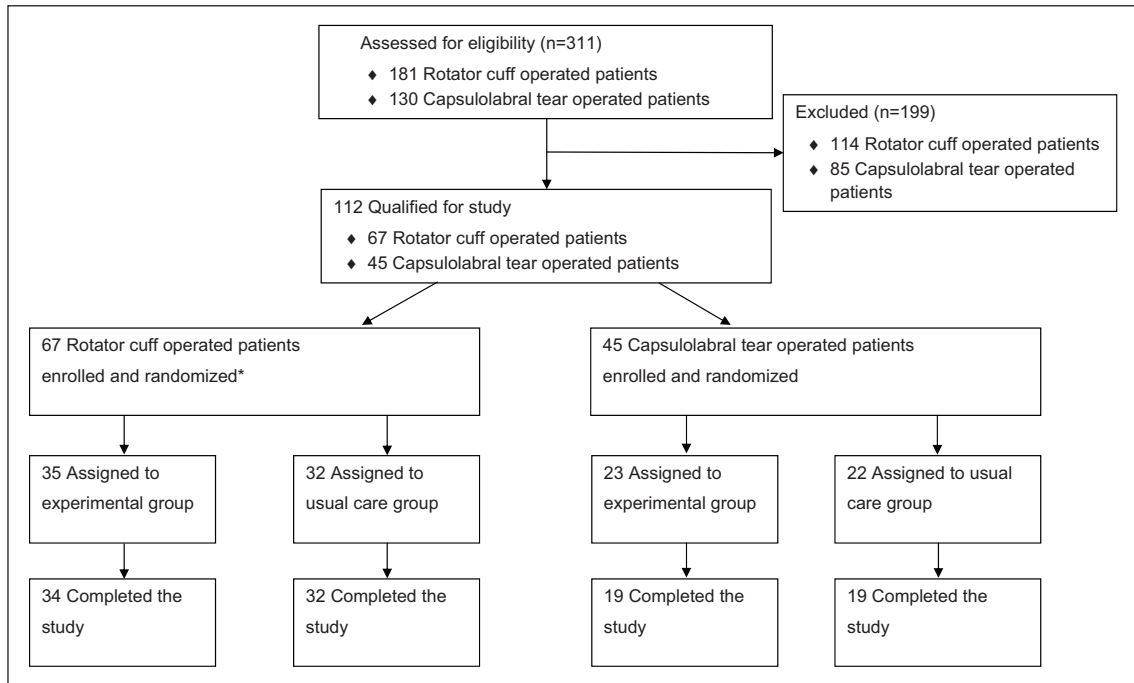 Assessed for eligibility (n=311)
♦ 181 Rotator cuff operated patients
♦ 130 Capsulolabral tear operated patients
Excluded (n=199)
♦ 114 Rotator cuff operated patients
♦ 85 Capsulolabral tear operated
patients
112 Qualified for study
♦ 67 Rotator cuff operated patients
♦ 45 Capsulolabral tear operated patients
67 Rotator cuff operated patients
enrolled and randomized*
45 Capsulolabral tear operated patients
enrolled and randomized
35 Assigned to
experimental group
32 Assigned to
usual care group
23 Assigned to
experimental group
22 Assigned to usual
care group
34 Completed the
study
32 Completed the
study
19 Completed the
study
19 Completed the
study